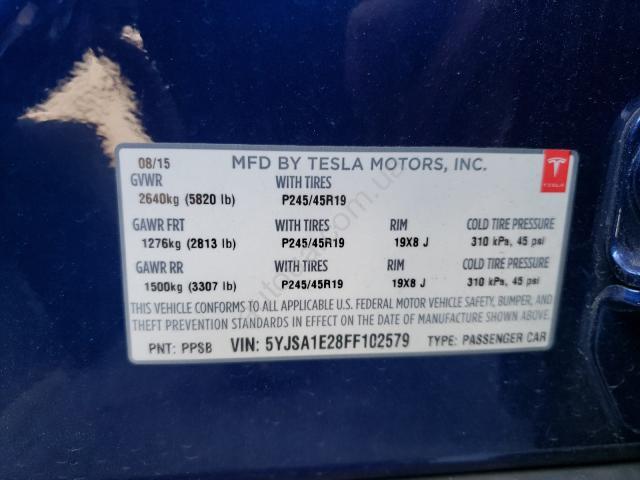 08/15 MFD BY TESLA MOTORS, INC.
GVWR WITH TIRES
2640kg (5820 lb) P245/45R19
GAWR FRT WITH TIRES RIM COLD TIRE PRESSURE
1276kg (2813 lb) P245/45R19 19X8 J 310 kPa, 45 psi
GAWR RR WITH TIRES RIM COLD TIRE PRESSURE
1500kg (3307 lb) P245/45R19 19X8 J 310 kPa, 45 psi
THIS VEHICLE CONFORMS TO ALL APPLICABLE U.S. FEDERAL MOTOR VEHICLE SAFETY, BUMPER, AND
THEFT PREVENTION STANDARDS IN EFFECT ON THE DATE OF MANUFACTURE SHOWN ABOVE.
PNT: PPSB VIN: 5YJSA1E28FF102579 TYPE: PASSENGER CAR
TESLA